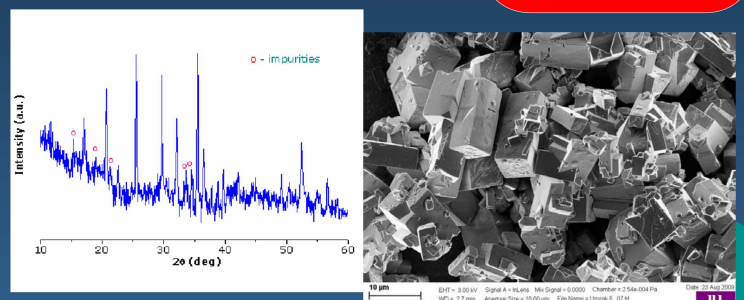 o - impurities
Intensity (a.u.)
10 20 30 40 50 60
2θ (deg)
10 µm
EHT = 3.00 kV Signal A = InLens Mix Signal = 0.0000 Chamber = 2.54e-004 Pa
Date :23 Aug 2009
WD = 2.7 mm Aperture Size = 10.00 µm File Name =